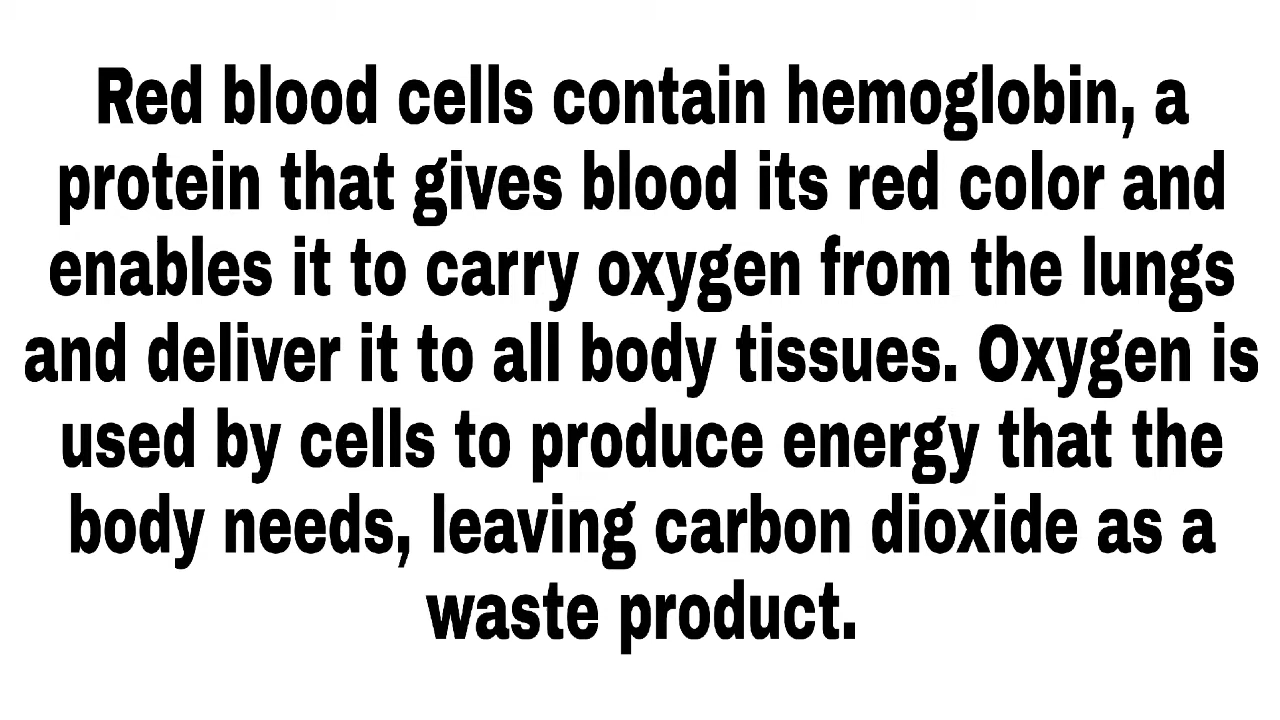 Red blood cells contain hemoglobin, a
protein that gives blood its red color and
enables it to carry oxygen from the lungs
and deliver it to all body tissues. Oxygen is
used by cells to produce energy that the
body needs, leaving carbon dioxide as a
waste product.